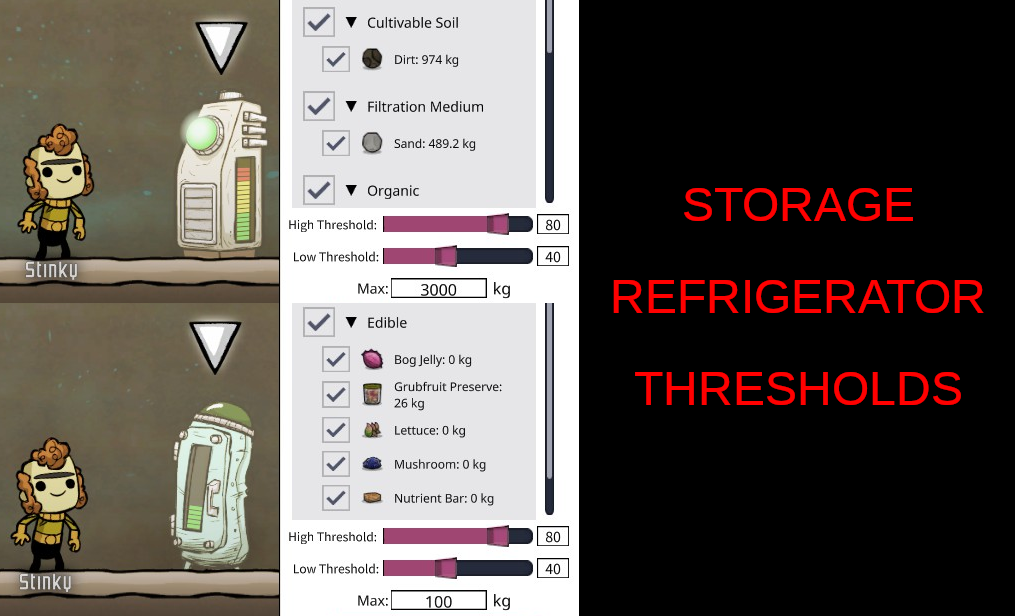 Stinky
Cultivable Soil
Dirt: 974 kg
Filtration Medium
Sand: 489.2 kg
Organic
High Threshold: 80
Low Threshold: 40
Max: 3000 kg
Stinky
Edible
Bog Jelly: 0 kg
Grubfruit Preserve:
26 kg
Lettuce: 0 kg
Mushroom: 0 kg
Nutrient Bar: 0 kg
High Threshold: 80
Low Threshold: 40
Max: 100 kg
STORAGE
REFRIGERATOR
THRESHOLDS